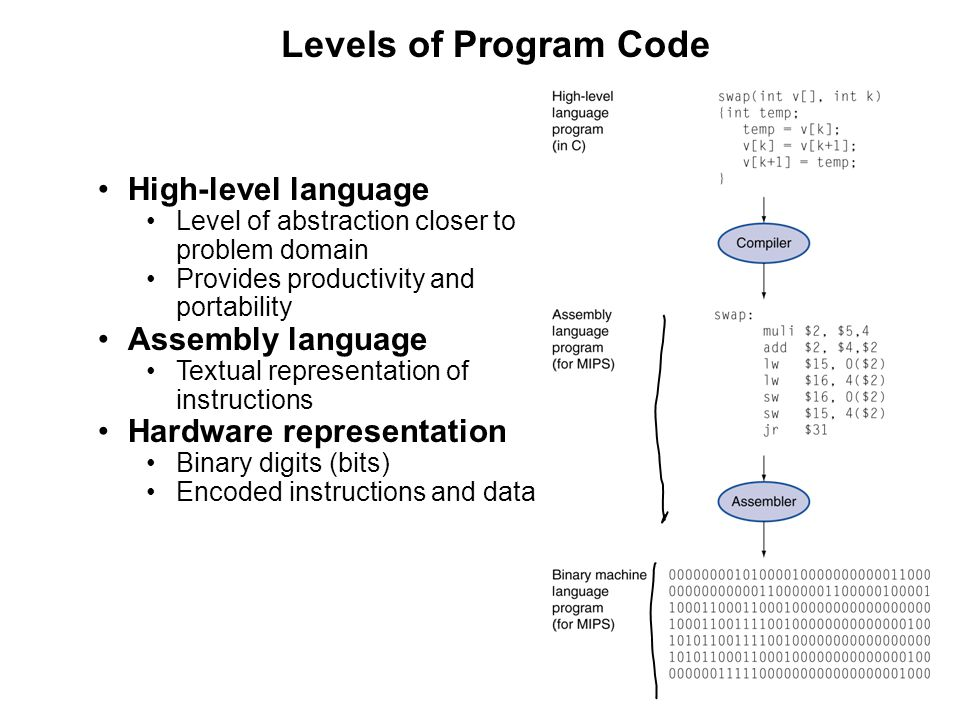 Levels of Program Code
• High-level language
• Level of abstraction closer to
problem domain
• Provides productivity and
portability
• Assembly language
• Textual representation of
instructions
• Hardware representation
• Binary digits (bits)
• Encoded instructions and data
High-level
language
program
(in C)
swap(int v[], int k)
{int temp;
temp = v[k];
v[k] = v[k+1];
v[k+1] = temp;
}
Compiler
Assembly
language
program
(for MIPS)
swap:
muli $2, $5,4
add $2, $4,$2
lw $15, 0($2)
lw $16, 4($2)
sw $16, 0($2)
sw $15, 4($2)
jr $31
Assembler
Binary machine
language
program
(for MIPS)
00000000101000010000000000011000
00000000000110000001100000100001
10001100011000100000000000000000
10001100111100100000000000000100
10101100111100100000000000000000
10101100011000100000000000000100
00000011111000000000000000001000